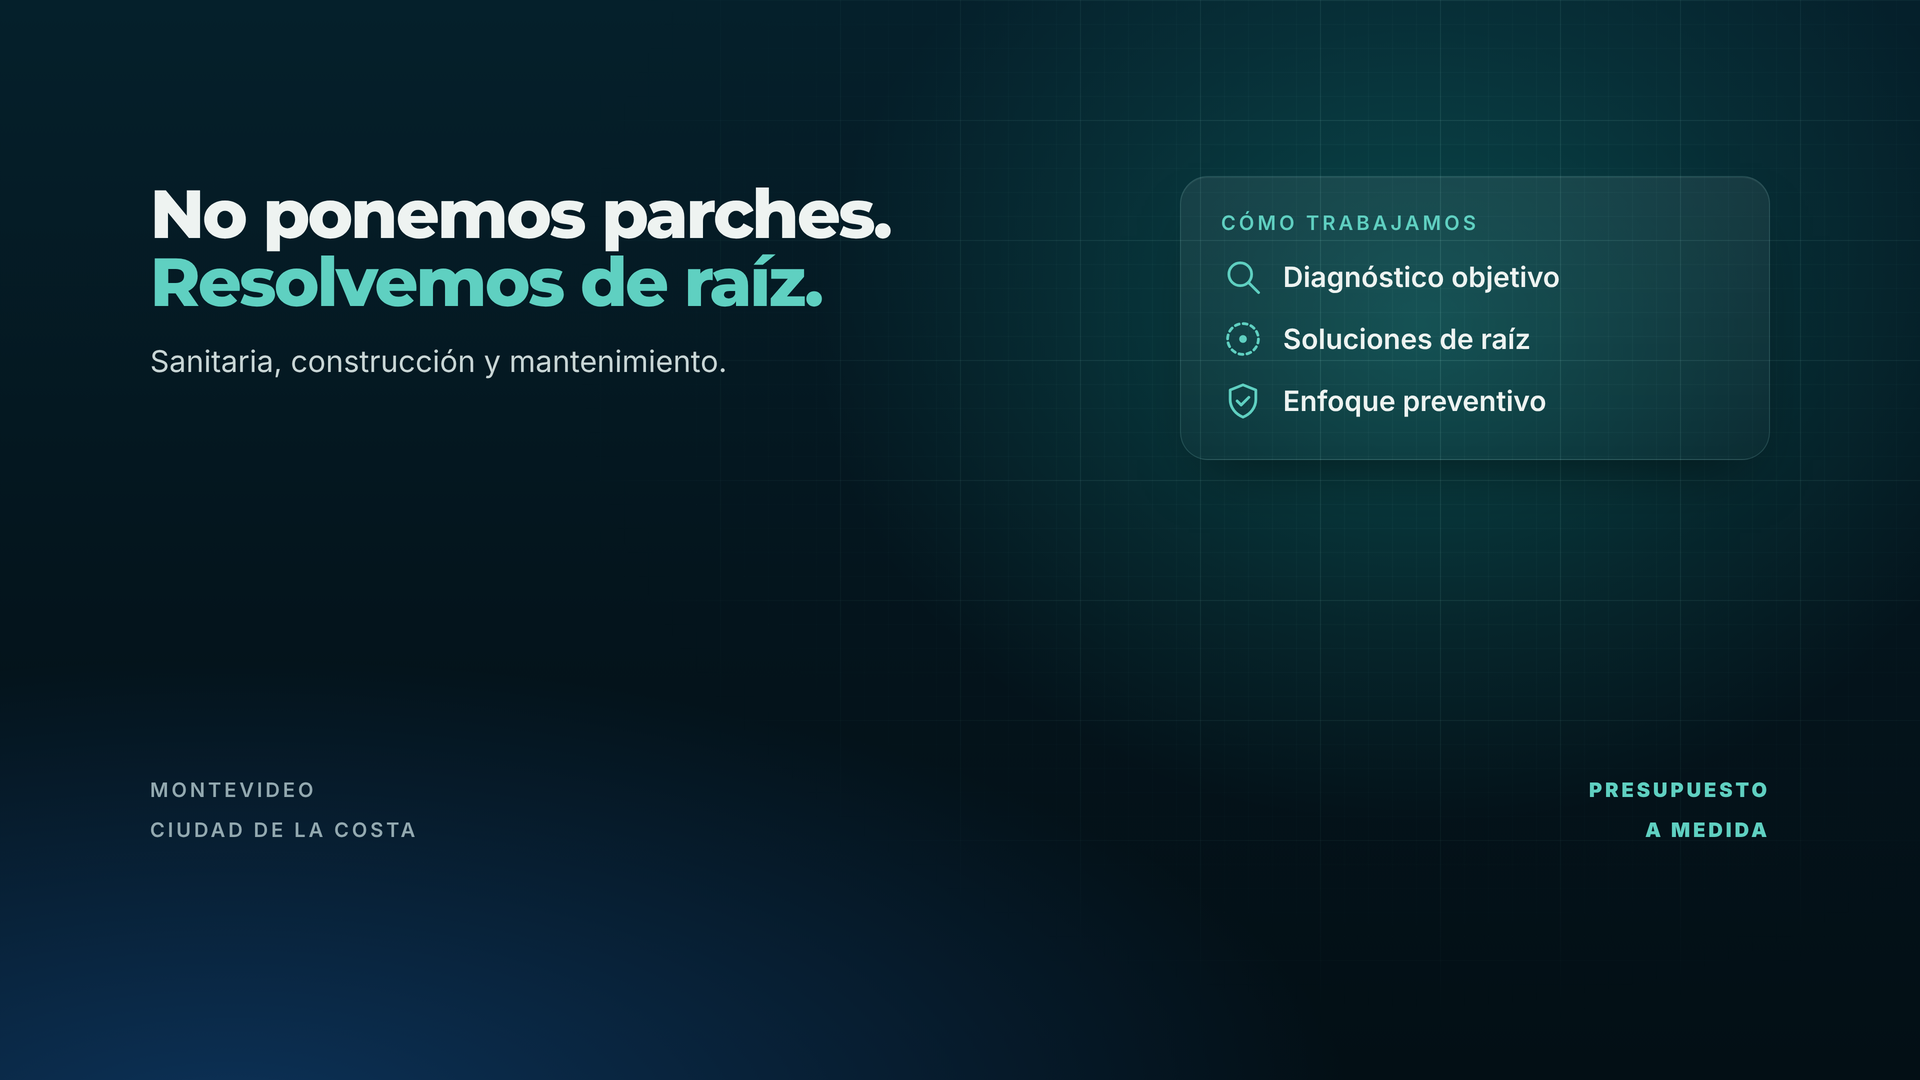 No ponemos parches.
Resolvemos de raíz.
Sanitaria, construcción y mantenimiento.
CÓMO TRABAJAMOS
Diagnóstico objetivo
Soluciones de raíz
Enfoque preventivo
MONTEVIDEO
CIUDAD DE LA COSTA
PRESUPUESTO
A MEDIDA